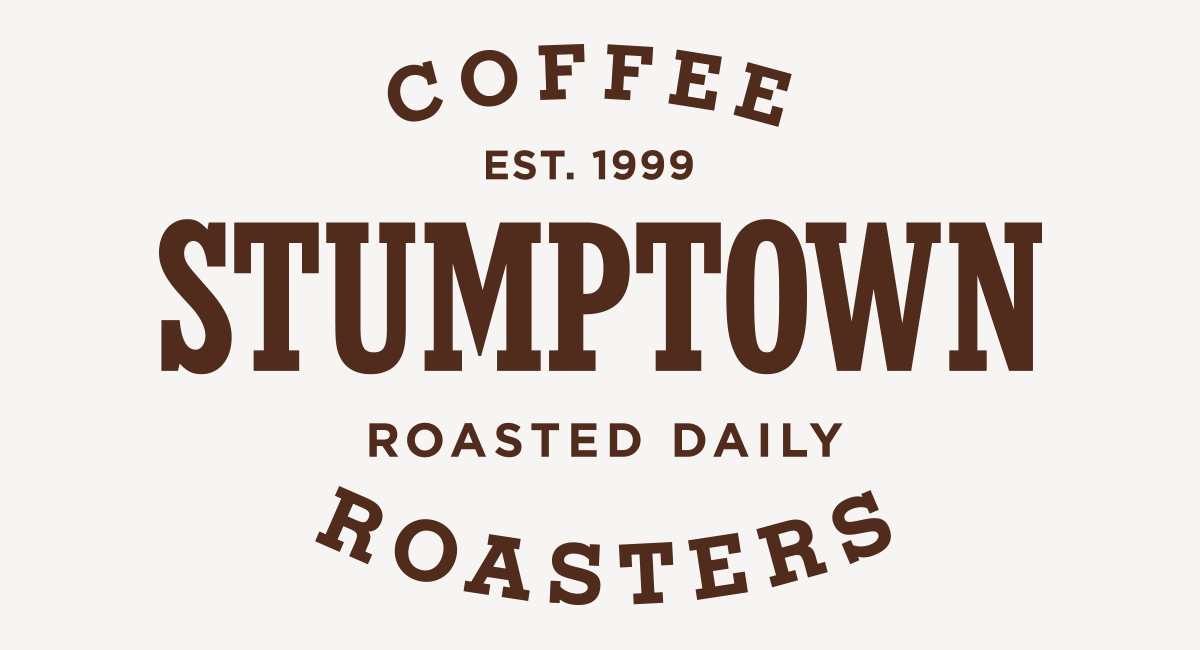 COFFEE
EST. 1999
STUMPTOWN
ROASTED DAILY
ROASTERS